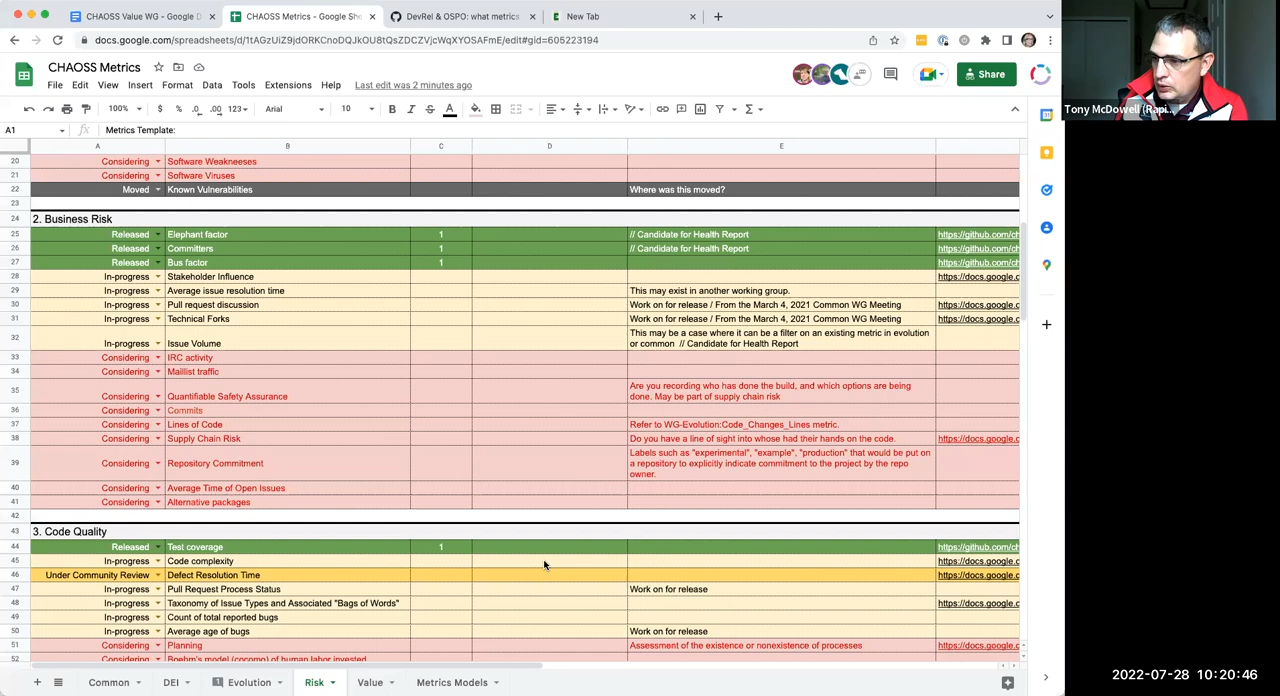 CHAOSS Value WG - Google D
CHAOSS Metrics - Google She
DevRel & OSPO: what metrics
New Tab
docs.google.com/spreadsheets/d/1tAGzUiZ9jdORKCnoDQJkOU8tQsZDCZVjcWqXYOSAFmE/edit#gid=605223194
CHAOSS Metrics
Share
Tony McDowell (Rapi...
File Edit View Insert Format Data Tools Extensions Help Last edit was 2 minutes ago
100% $ % .0 .00 123 Arial 10 B I S A
A1 fx Metrics Template:
A B C D E
20 Considering Software Weakneeses
21 Considering Software Viruses
22 Moved Known Vulnerabilities Where was this moved?
23
24 2. Business Risk
25 Released Elephant factor 1 // Candidate for Health Report https://github.com/ch
26 Released Committers 1 // Candidate for Health Report https://github.com/ch
27 Released Bus factor 1 https://github.com/ch
28 In-progress Stakeholder Influence https://docs.google.c
29 In-progress Average issue resolution time This may exist in another working group.
30 In-progress Pull request discussion Work on for release / From the March 4, 2021 Common WG Meeting https://docs.google.c
31 In-progress Technical Forks Work on for release / From the March 4, 2021 Common WG Meeting https://docs.google.c
This may be a case where it can be a filter on an existing metric in evolution
32 In-progress Issue Volume or common // Candidate for Health Report
33 Considering IRC activity
34 Considering Maillist traffic
Are you recording who has done the build, and which options are being
35 Considering Quantifiable Safety Assurance done. May be part of supply chain risk
36 Considering Commits
37 Considering Lines of Code Refer to WG-Evolution:Code_Changes_Lines metric.
38 Considering Supply Chain Risk Do you have a line of sight into whose had their hands on the code. https://docs.google.c
Labels such as "experimental", "example", "production" that would be put on
39 Considering Repository Commitment a repository to explicitly indicate commitment to the project by the repo
owner.
40 Considering Average Time of Open Issues
41 Considering Alternative packages
42
43 3. Code Quality
44 Released Test coverage 1 https://github.com/ch
45 In-progress Code complexity https://docs.google.c
46 Under Community Review Defect Resolution Time https://docs.google.c
47 In-progress Pull Request Process Status Work on for release
48 In-progress Taxonomy of Issue Types and Associated "Bags of Words" https://docs.google.c
49 In-progress Count of total reported bugs
50 In-progress Average age of bugs Work on for release
51 Considering Planning Assessment of the existence or nonexistence of processes https://docs.google.c
52 Considering Boehm's model (cocomo) of human labor invested
Common DEI 1 Evolution Risk Value Metrics Models
2022-07-28 10:20:46